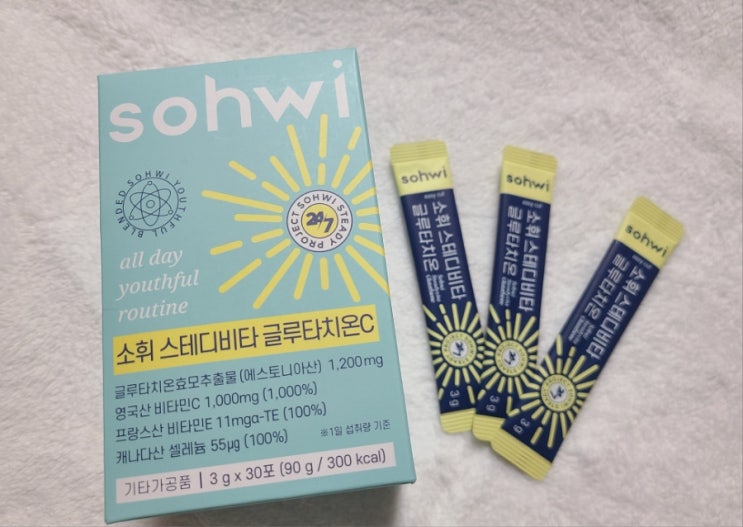 sohwi
BLENDED SOHWI YOUTHFUL
PROJECT SOHWI STEADY
24/7
all day
youthful
routine
소휘 스테디비타 글루타치온C
글루타치온효모추출물(에스토니아산) 1,200mg
영국산 비타민C 1,000mg (1,000%)
프랑스산 비타민E 11mgα-TE (100%)
캐나다산 셀레늄 55μg (100%)
※1일 섭취량 기준
기타가공품 | 3 g x 30포 (90 g / 300 kcal)
sohwi
소휘 스테디비타
글루타치온
3 g
sohwi
소휘 스테디비타
글루타치온
3 g
sohwi
소휘 스테디비타
글루타치온
3 g